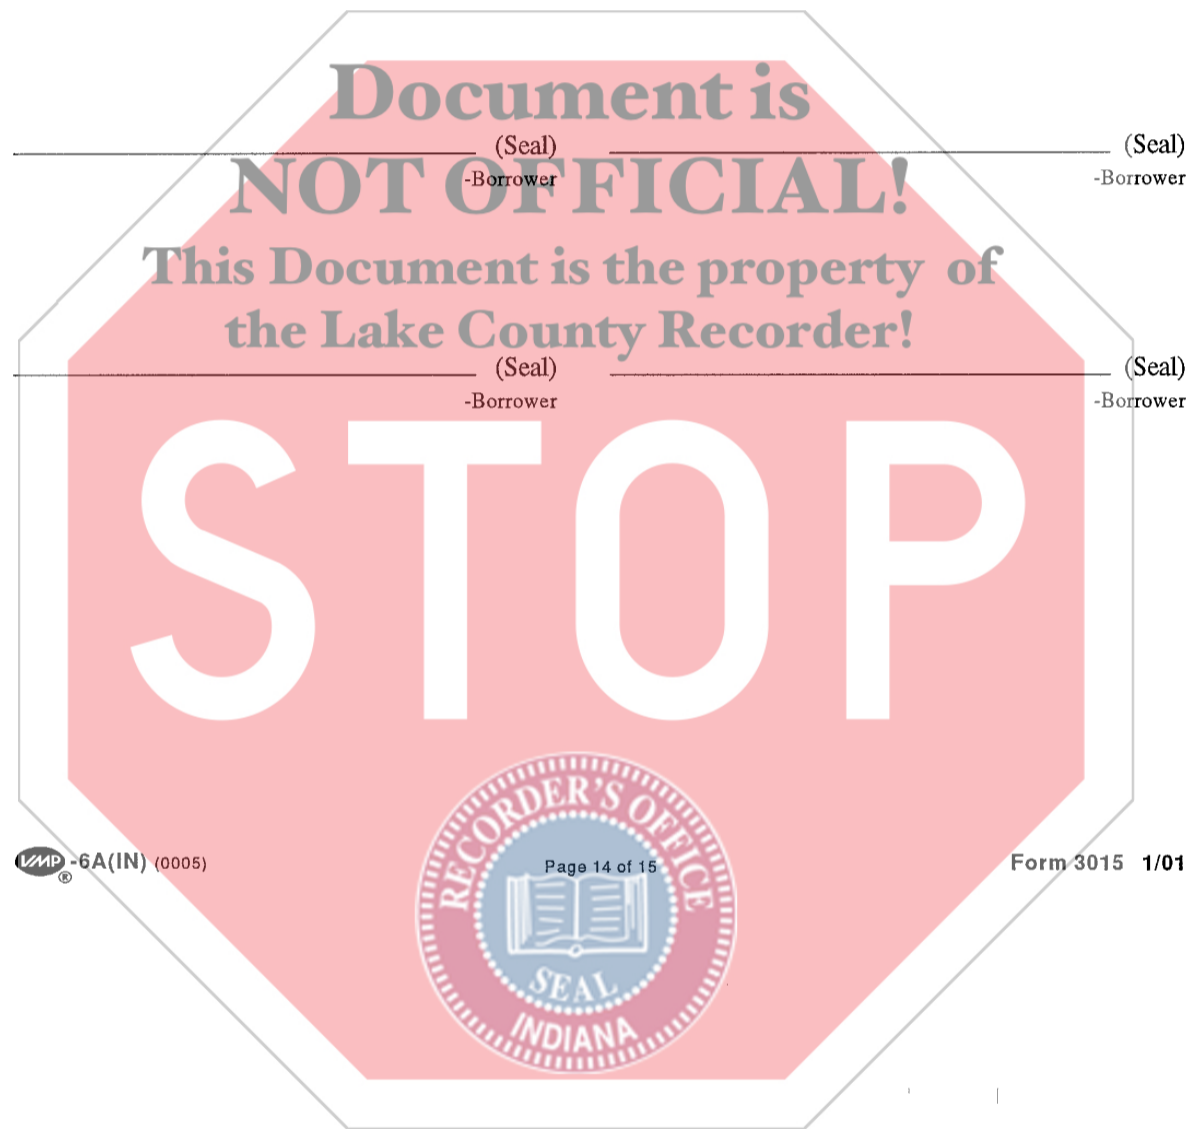 Document is
(Seal) (Seal)
-Borrower -Borrower
NOT OFFICIAL!
This Document is the property of
the Lake County Recorder!
(Seal) (Seal)
-Borrower -Borrower
STOP
RECORDER'S OFFICE
VMP ® -6A(IN) (0005) Page 14 of 15 Form 3015 1/01
SEAL
INDIANA